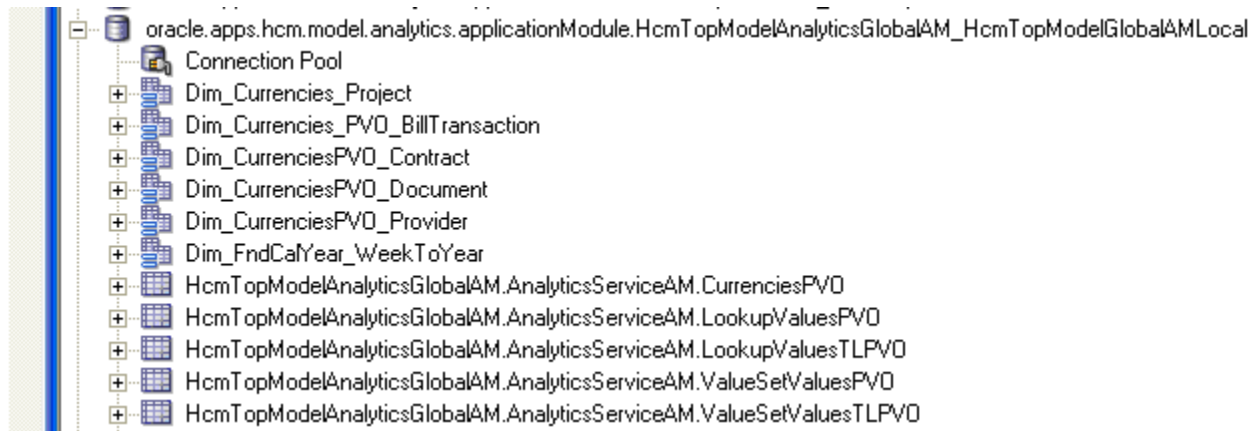 oracle.apps.hcm.model.analytics.applicationModule.HcmTopModelAnalyticsGlobalAM_HcmTopModelGlobalAMLocal
Connection Pool
Dim_Currencies_Project
Dim_Currencies_PVO_BillTransaction
Dim_CurrenciesPVO_Contract
Dim_CurrenciesPVO_Document
Dim_CurrenciesPVO_Provider
Dim_FndCalYear_WeekToYear
HcmTopModelAnalyticsGlobalAM.AnalyticsServiceAM.CurrenciesPVO
HcmTopModelAnalyticsGlobalAM.AnalyticsServiceAM.LookupValuesPVO
HcmTopModelAnalyticsGlobalAM.AnalyticsServiceAM.LookupValuesTLPVO
HcmTopModelAnalyticsGlobalAM.AnalyticsServiceAM.ValueSetValuesPVO
HcmTopModelAnalyticsGlobalAM.AnalyticsServiceAM.ValueSetValuesTLPVO